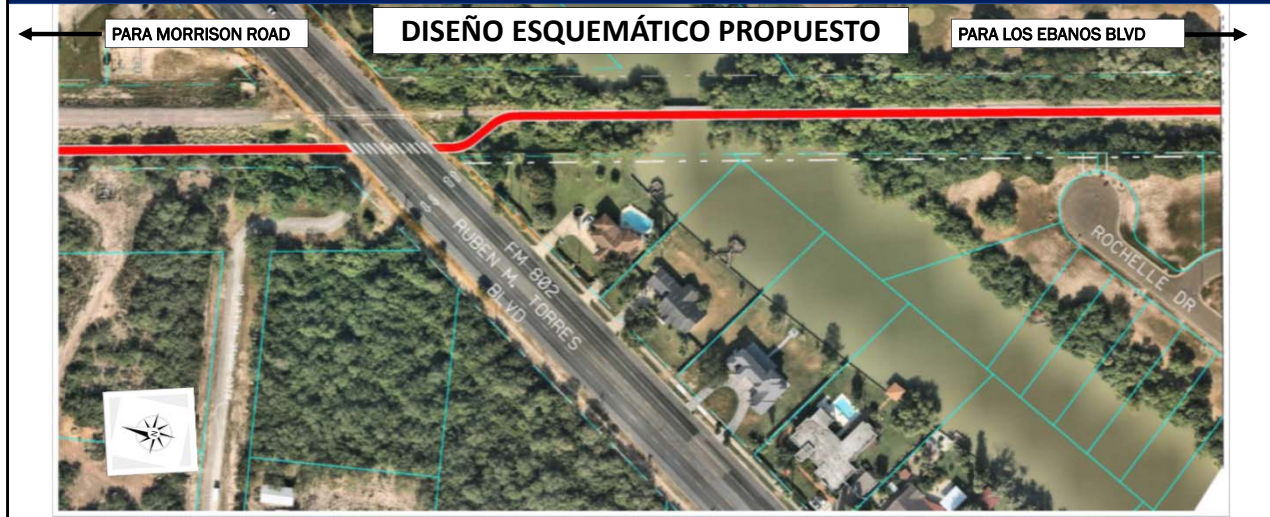 DISEÑO ESQUEMÁTICO PROPUESTO
PARA MORRISON ROAD
PARA LOS EBANOS BLVD
FM 802
RUBEN M. TORRES
BLVD
ROCHELLE DR
N